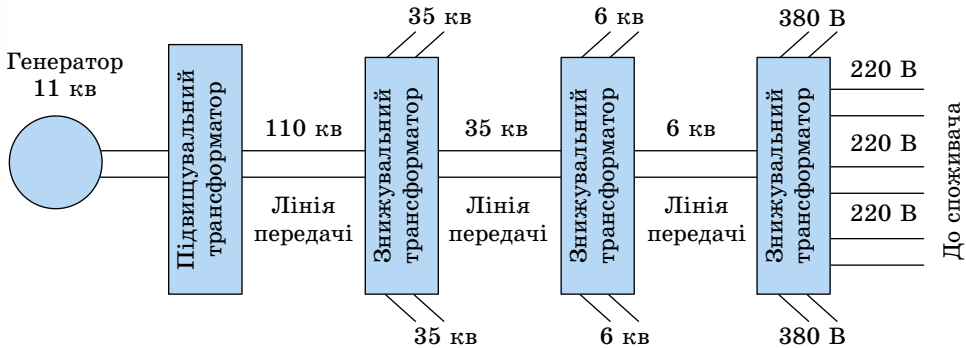 35 кв
6 кв
380 В
Генератор
11 кв
Підвищувальний
трансформатор
110 кв
Лінія
передачі
Знижувальний
трансформатор
35 кв
Лінія
передачі
Знижувальний
трансформатор
6 кв
Лінія
передачі
Знижувальний
трансформатор
220 В
220 В
220 В
До споживача
35 кв
6 кв
380 В